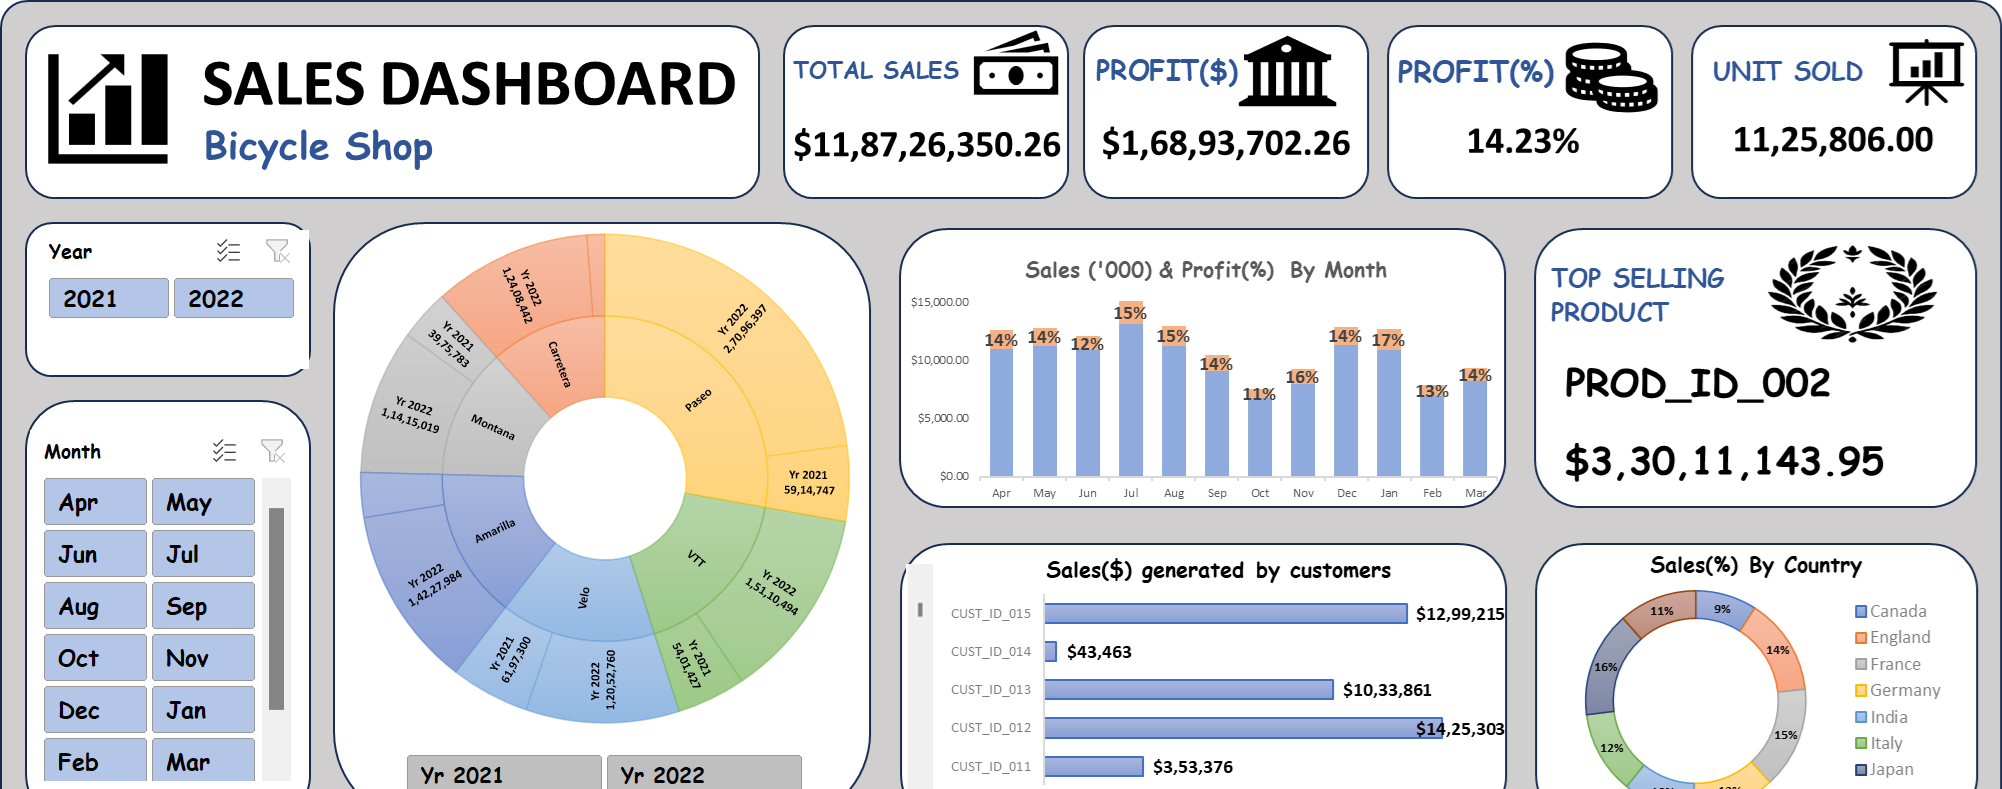 SALES DASHBOARD
Bicycle Shop
TOTAL SALES
$11,87,26,350.26
PROFIT($)
$1,68,93,702.26
PROFIT(%)
14.23%
UNIT SOLD
11,25,806.00
Year
2021 2022
Month
Apr May
Jun Jul
Aug Sep
Oct Nov
Dec Jan
Feb Mar
Paseo
Yr 2022
2,70,96,397
Yr 2021
59,14,747
VTT
Yr 2022
1,51,10,494
Yr 2021
54,01,427
Velo
Yr 2022
1,20,52,760
Yr 2021
61,97,300
Amarilla
Yr 2022
1,42,27,984
Montana
Yr 2022
1,14,15,019
Yr 2021
39,75,783
Carretera
Yr 2022
1,24,08,442
Yr 2021 Yr 2022
Sales ('000) & Profit(%) By Month
$15,000.00
$10,000.00
$5,000.00
$0.00
14% 14% 12% 15% 15% 14% 11% 16% 14% 17% 13% 14%
Apr May Jun Jul Aug Sep Oct Nov Dec Jan Feb Mar
TOP SELLING
PRODUCT
PROD_ID_002
$3,30,11,143.95
Sales($) generated by customers
CUST_ID_015 $12,99,215
CUST_ID_014 $43,463
CUST_ID_013 $10,33,861
CUST_ID_012 $14,25,303
CUST_ID_011 $3,53,376
Sales(%) By Country
9%
14%
15%
12%
16%
11%
Canada
England
France
Germany
India
Italy
Japan